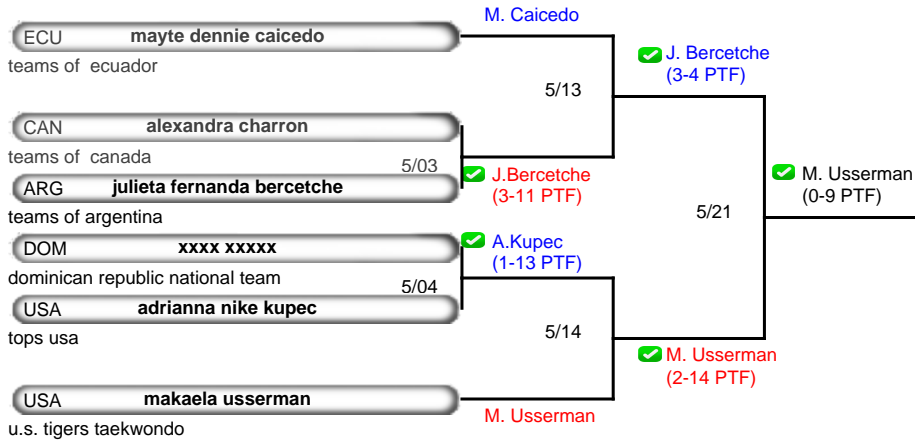 M. Caicedo
ECU mayte dennie caicedo
teams of ecuador
J. Bercetche
(3-4 PTF)
5/13
CAN alexandra charron
teams of canada
5/03
J.Bercetche
(3-11 PTF)
ARG julieta fernanda bercetche
teams of argentina
M. Usserman
(0-9 PTF)
5/21
DOM xxxx xxxxx
dominican republic national team
A.Kupec
(1-13 PTF)
5/04
USA adrianna nike kupec
tops usa
5/14
M. Usserman
(2-14 PTF)
USA makaela usserman
u.s. tigers taekwondo
M. Usserman